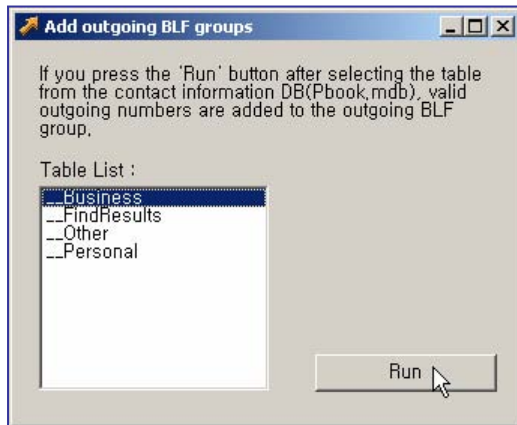 Add outgoing BLF groups
If you press the 'Run' button after selecting the table
from the contact information DB(Pbook,mdb), valid
outgoing numbers are added to the outgoing BLF
group,
Table List :
__Business
__FindResults
__Other
__Personal
Run